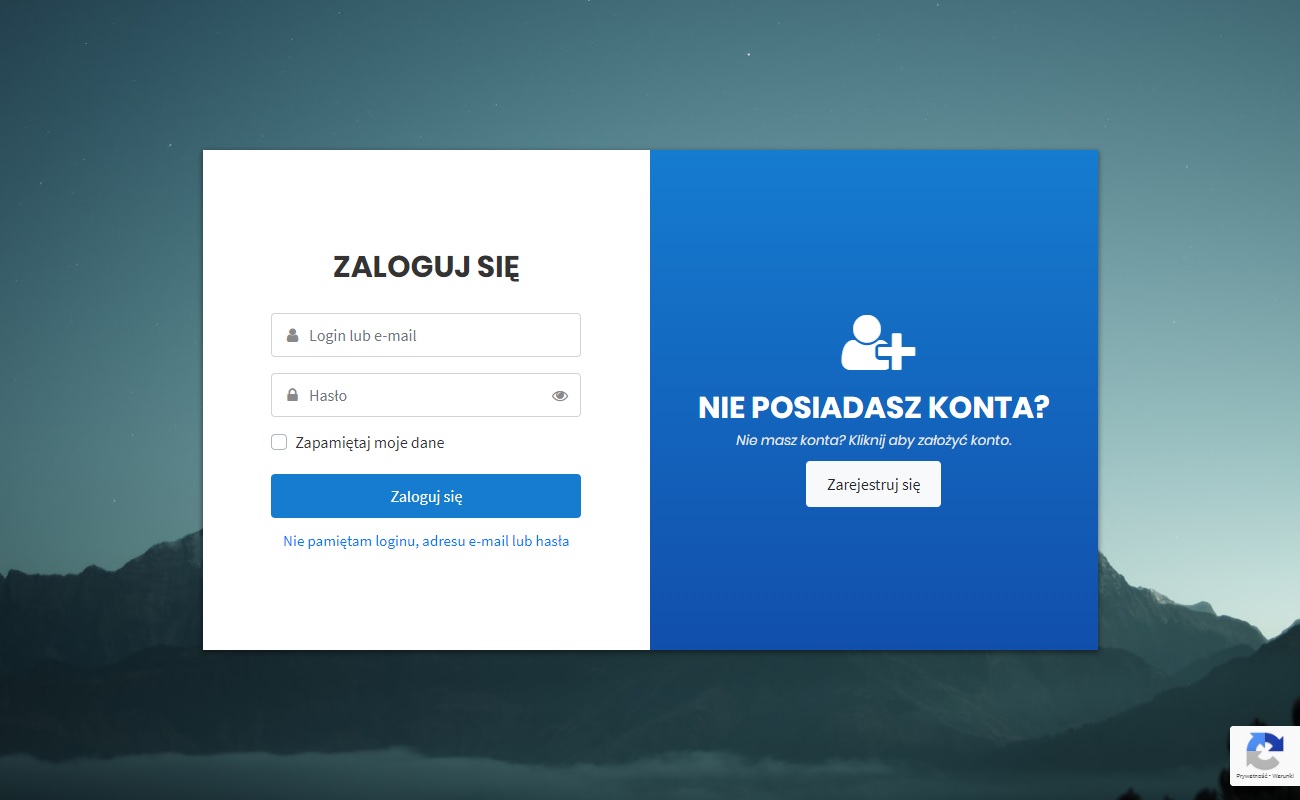 ZALOGUJ SIĘ
Login lub e-mail
Hasło
Zapamiętaj moje dane
Zaloguj się
Nie pamiętam loginu, adresu e-mail lub hasła
NIE POSIADASZ KONTA?
Nie masz konta? Kliknij aby założyć konto.
Zarejestruj się
Prywatność - Warunki